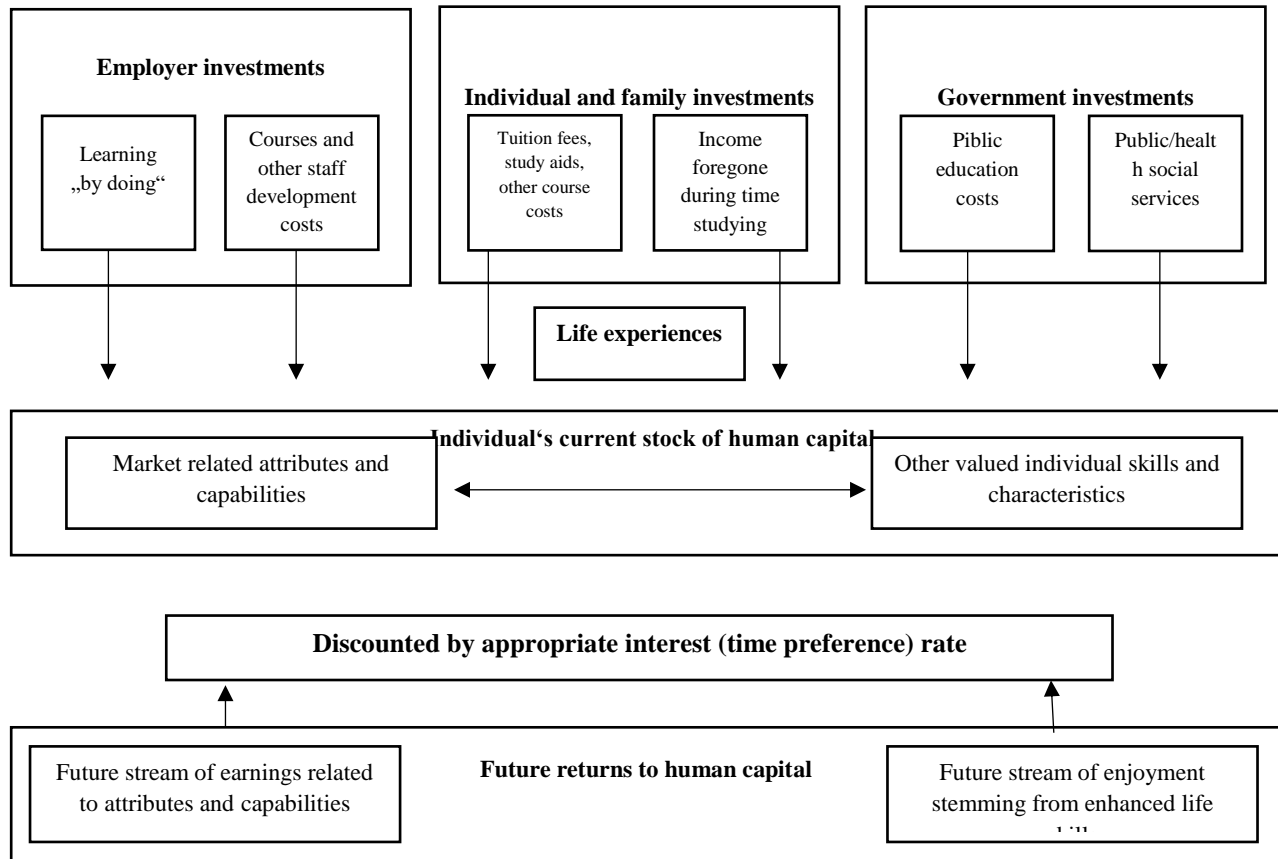 Employer investments
Learning
„by doing“
Courses and
other staff
development
costs
Individual and family investments
Tuition fees,
study aids,
other course
costs
Income
foregone
during time
studying
Government investments
Piblic
education
costs
Public/healt
h social
services
Life experiences
Individual‘s current stock of human capital
Market related attributes and
capabilities
Other valued individual skills and
characteristics
Discounted by appropriate interest (time preference) rate
Future stream of earnings related
to attributes and capabilities
Future returns to human capital
Future stream of enjoyment
stemming from enhanced life